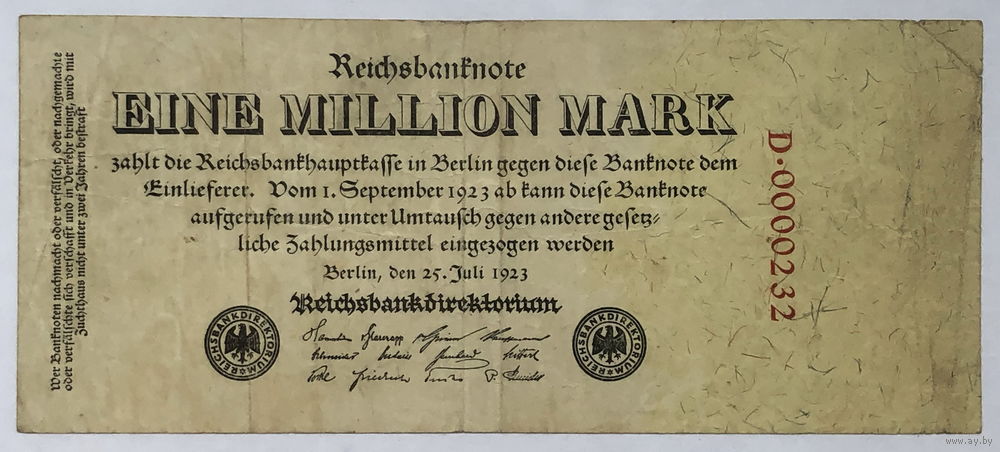 Reichsbanknote
EINE MILLION MARK
zahlt die Reichsbankhauptkasse in Berlin gegen diese Banknote dem
Einlieferer. Vom 1. September 1923 ab kann diese Banknote
aufgerufen und unter Umtausch gegen andere gesetz-
liche Zahlungsmittel eingezogen werden
Berlin, den 25. Juli 1923
Reichsbankdirektorium
REICHSBANKDIREKTORIUM
REICHSBANKDIREKTORIUM
Wer Banknoten nachmacht oder verfälscht, oder nachgemachte
oder verfälschte sich verschafft und in Verkehr bringt, wird mit
Zuchthaus nicht unter zwei Jahren bestraft
D·0000232
www.ay.by